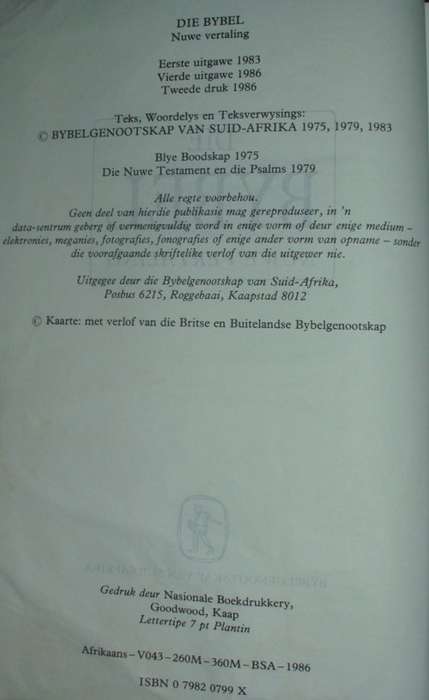 DIE BYBEL
Nuwe vertaling
Eerste uitgawe 1983
Vierde uitgawe 1986
Tweede druk 1986
Teks, Woordelys en Teksverwysings:
© BYBELGENOOTSKAP VAN SUID-AFRIKA 1975, 1979, 1983
Blye Boodskap 1975
Die Nuwe Testament en die Psalms 1979
Alle regte voorbehou.
Geen deel van hierdie publikasie mag gereproduseer, in 'n
data-sentrum geberg of vermenigvuldig word in enige vorm of deur enige medium –
elektronies, meganies, fotografies, fonografies of enige ander vorm van opname – sonder
die voorafgaande skriftelike verlof van die uitgewer nie.
Uitgegee deur die Bybelgenootskap van Suid-Afrika,
Posbus 6215, Roggebaai, Kaapstad 8012
© Kaarte: met verlof van die Britse en Buitelandse Bybelgenootskap
Gedruk deur Nasionale Boekdrukkery,
Goodwood, Kaap
Lettertipe 7 pt Plantin
Afrikaans – V043 – 260M – 360M – BSA – 1986
ISBN 0 7982 0799 X